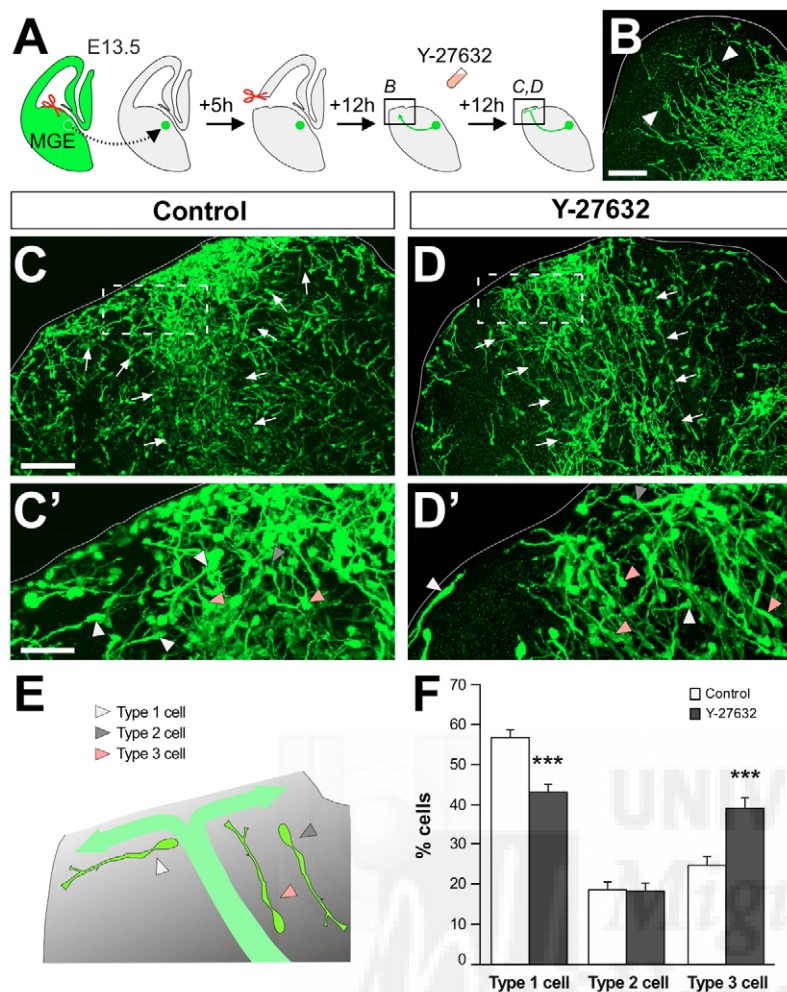 A
E13.5
MGE
+5h
+12h
Y-27632
B
+12h
C,D
B
Control
Y-27632
C
D
C'
D'
E
Type 1 cell
Type 2 cell
Type 3 cell
F
70
60
50
40
30
20
10
0
% cells
Control
Y-27632
***
***
Type 1 cell
Type 2 cell
Type 3 cell
UNIV
Mig